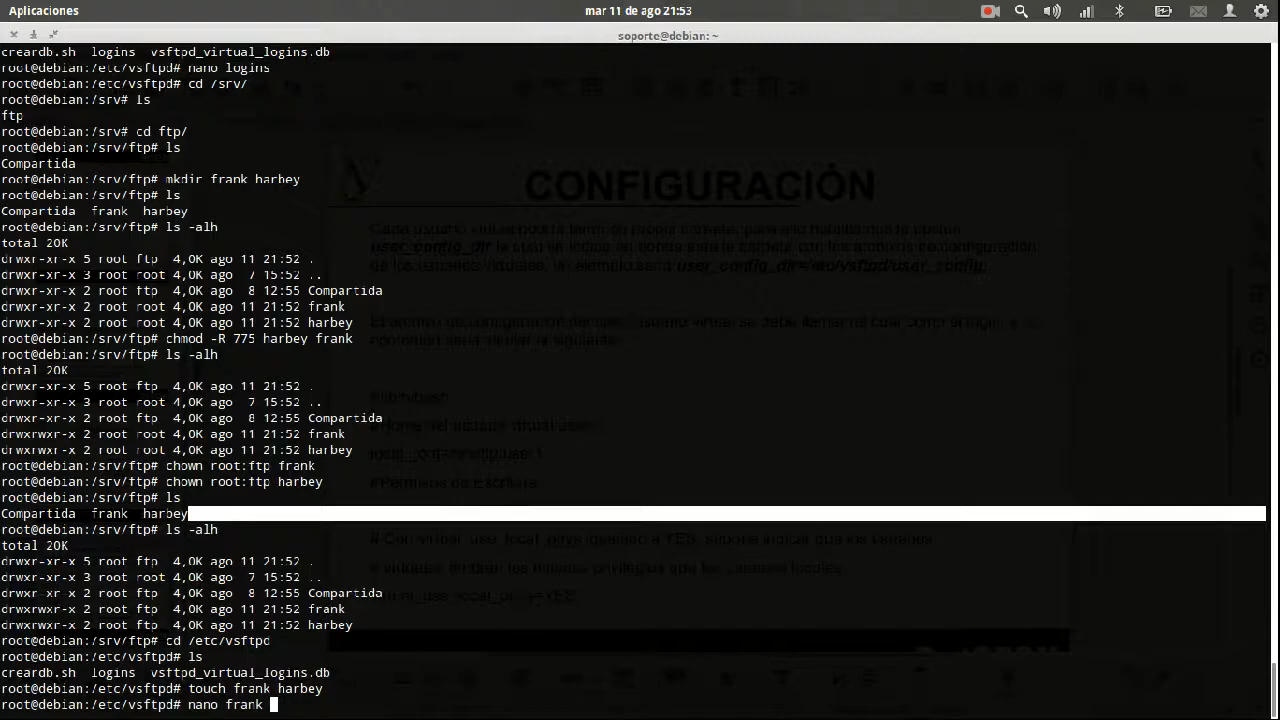 Aplicaciones
mar 11 de ago 21:53
soporte@debian: ~
creardb.sh  logins  vsftpd_virtual_logins.db
root@debian:/etc/vsftpd# nano logins
root@debian:/etc/vsftpd# cd /srv/
root@debian:/srv# ls
ftp
root@debian:/srv# cd ftp/
root@debian:/srv/ftp# ls
Compartida
root@debian:/srv/ftp# mkdir frank harbey
root@debian:/srv/ftp# ls
Compartida  frank  harbey
root@debian:/srv/ftp# ls -alh
total 20K
drwxr-xr-x 5 root ftp  4,0K ago 11 21:52 .
drwxr-xr-x 3 root root 4,0K ago  7 15:52 ..
drwxr-xr-x 2 root ftp  4,0K ago  8 12:55 Compartida
drwxr-xr-x 2 root root 4,0K ago 11 21:52 frank
drwxr-xr-x 2 root root 4,0K ago 11 21:52 harbey
root@debian:/srv/ftp# chmod -R 775 harbey frank
root@debian:/srv/ftp# ls -alh
total 20K
drwxr-xr-x 5 root ftp  4,0K ago 11 21:52 .
drwxr-xr-x 3 root root 4,0K ago  7 15:52 ..
drwxr-xr-x 2 root ftp  4,0K ago  8 12:55 Compartida
drwxrwxr-x 2 root root 4,0K ago 11 21:52 frank
drwxrwxr-x 2 root root 4,0K ago 11 21:52 harbey
root@debian:/srv/ftp# chown root:ftp frank
root@debian:/srv/ftp# chown root:ftp harbey
root@debian:/srv/ftp# ls
Compartida  frank  harbey
root@debian:/srv/ftp# ls -alh
total 20K
drwxr-xr-x 5 root ftp  4,0K ago 11 21:52 .
drwxr-xr-x 3 root root 4,0K ago  7 15:52 ..
drwxr-xr-x 2 root ftp  4,0K ago  8 12:55 Compartida
drwxrwxr-x 2 root ftp  4,0K ago 11 21:52 frank
drwxrwxr-x 2 root ftp  4,0K ago 11 21:52 harbey
root@debian:/srv/ftp# cd /etc/vsftpd
root@debian:/etc/vsftpd# ls
creardb.sh  logins  vsftpd_virtual_logins.db
root@debian:/etc/vsftpd# touch frank harbey
root@debian:/etc/vsftpd# nano frank
CONFIGURACIÓN